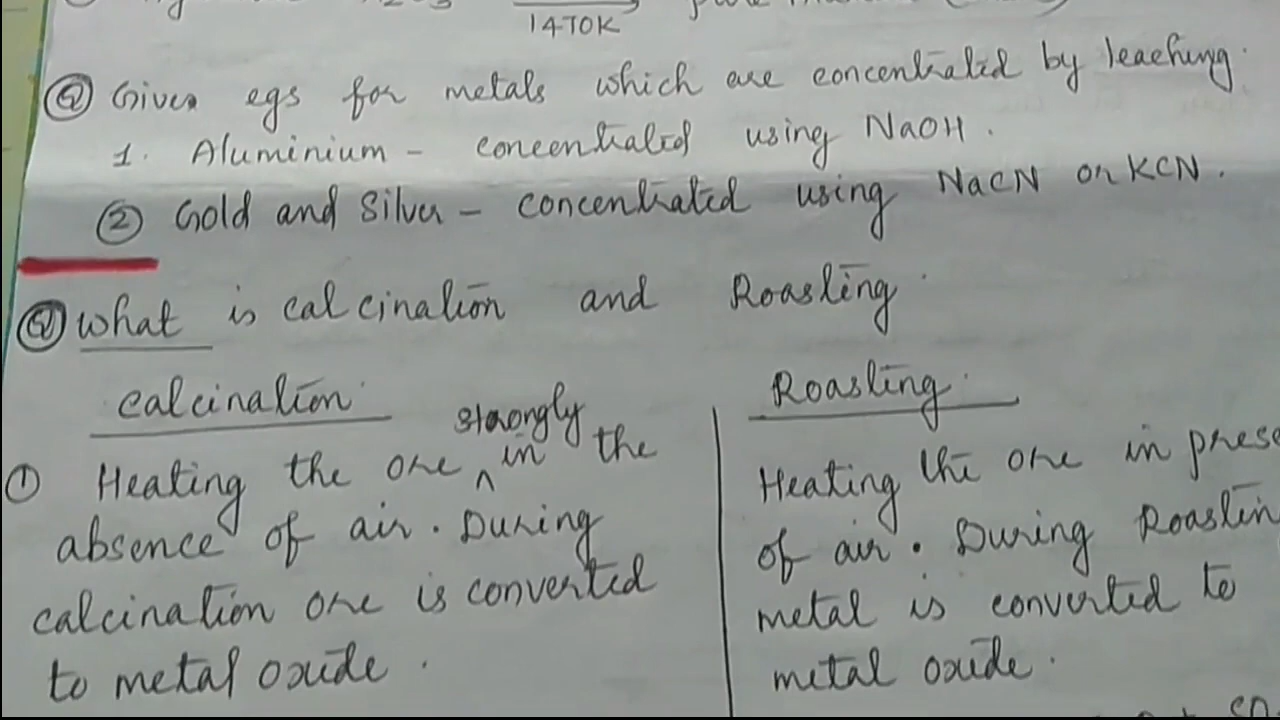 1470K
Q Given egs for metals which are concentrated by leaching.
1. Aluminium - concentrated using NaOH.
2 Gold and Silver - concentrated using NaCN or KCN.
Q What is calcination and Roasting.
calcination
Heating the ore strongly in the
absence of air. During
calcination ore is converted
to metal oxide.
Roasting
Heating the ore in prese
of air. During Roastin
metal is converted to
metal oxide.
1